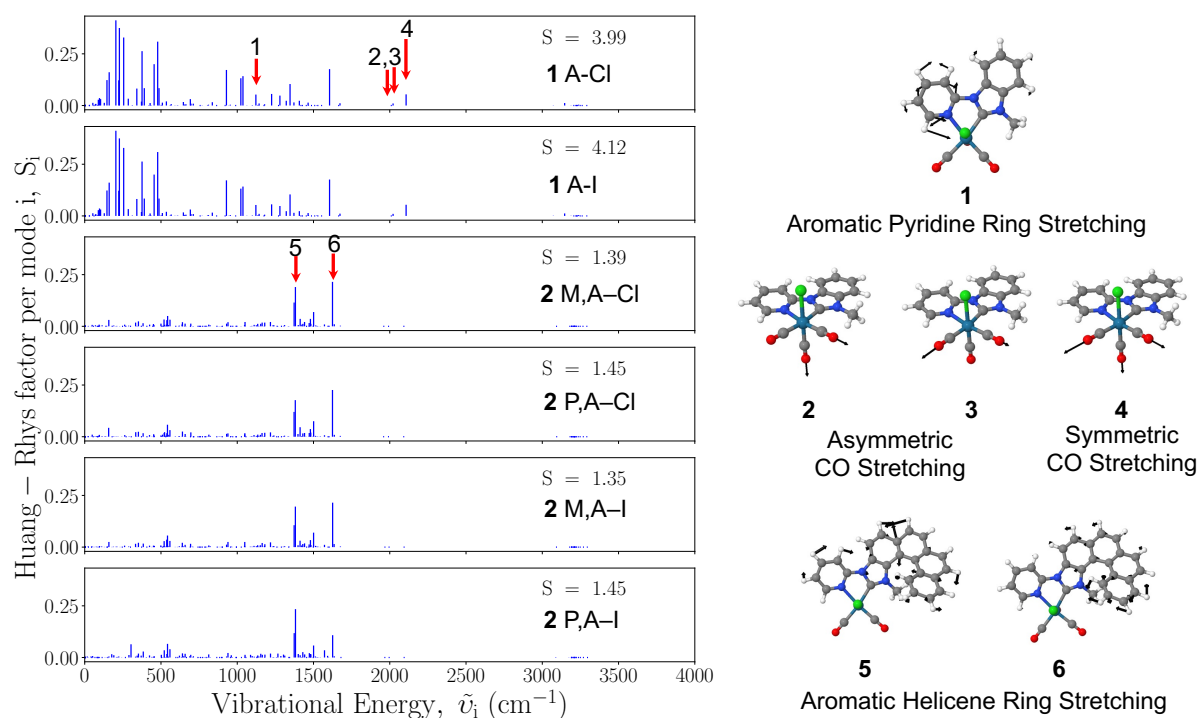 Huang – Rhys factor per mode i, S_i
0.25
0.00
1
2,3
4
S = 3.99
1 A-Cl
0.25
0.00
S = 4.12
1 A-I
0.25
0.00
5
6
S = 1.39
2 M,A–Cl
0.25
0.00
S = 1.45
2 P,A–Cl
0.25
0.00
S = 1.35
2 M,A–I
0.25
0.00
S = 1.45
2 P,A–I
0 500 1000 1500 2000 2500 3000 3500 4000
Vibrational Energy, ṽ_i (cm⁻¹)
1
Aromatic Pyridine Ring Stretching
2 3 4
Asymmetric
CO Stretching
Symmetric
CO Stretching
5 6
Aromatic Helicene Ring Stretching